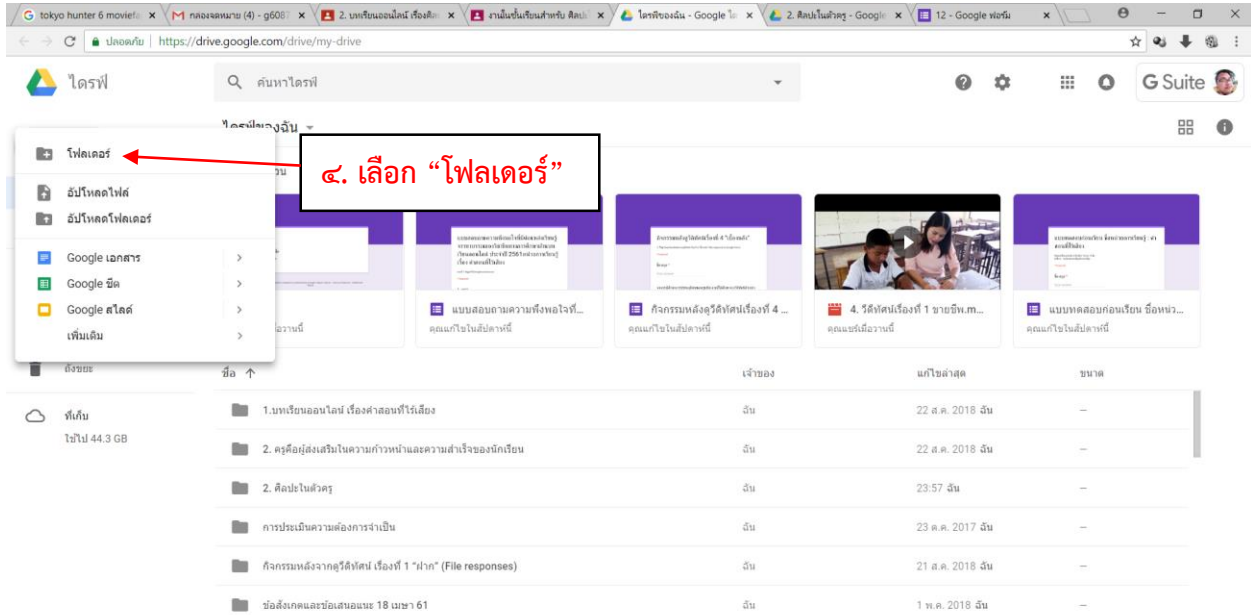 tokyo hunter 6 moviefa
กล่องจดหมาย (4) - g6087
2. บทเรียนออนไลน์ เรื่องศิลป
งานในชั้นเรียนสำหรับ ศิลป
ไดรฟ์ของฉัน - Google ได
2. ศิลปะในตัวครู - Google
12 - Google ฟอร์ม
ปลอดภัย | https://drive.google.com/drive/my-drive
ไดรฟ์
ค้นหาไดรฟ์
G Suite
ไดรฟ์ของฉัน
โฟลเดอร์
๔. เลือก “โฟลเดอร์”
อัปโหลดไฟล์
อัปโหลดโฟลเดอร์
Google เอกสาร
Google ชีต
Google สไลด์
เพิ่มเติม
แบบสอบถามความพึงพอใจที่...
คุณแก้ไขในสัปดาห์นี้
กิจกรรมหลังดูวีดิทัศน์เรื่องที่ 4 ...
คุณแก้ไขในสัปดาห์นี้
4. วีดิทัศน์เรื่องที่ 1 ขายชีพ.m...
คุณแชร์เมื่อวานนี้
แบบทดสอบก่อนเรียน ชื่อหน่ว...
คุณแก้ไขในสัปดาห์นี้
ถังขยะ
ที่เก็บ
ใช้ไป 44.3 GB
ชื่อ เจ้าของ แก้ไขล่าสุด ขนาด
1.บทเรียนออนไลน์ เรื่องคำสอนที่ไร้เสียง ฉัน 22 ส.ค. 2018 ฉัน –
2. ครูคือผู้ส่งเสริมในความก้าวหน้าและความสำเร็จของนักเรียน ฉัน 22 ส.ค. 2018 ฉัน –
2. ศิลปะในตัวครู ฉัน 23:57 ฉัน –
การประเมินความต้องการจำเป็น ฉัน 23 ต.ค. 2017 ฉัน –
กิจกรรมหลังจากดูวีดิทัศน์ เรื่องที่ 1 “ฝาก” (File responses) ฉัน 21 ส.ค. 2018 ฉัน –
ข้อสังเกตและข้อเสนอแนะ 18 เมษา 61 ฉัน 1 พ.ค. 2018 ฉัน –